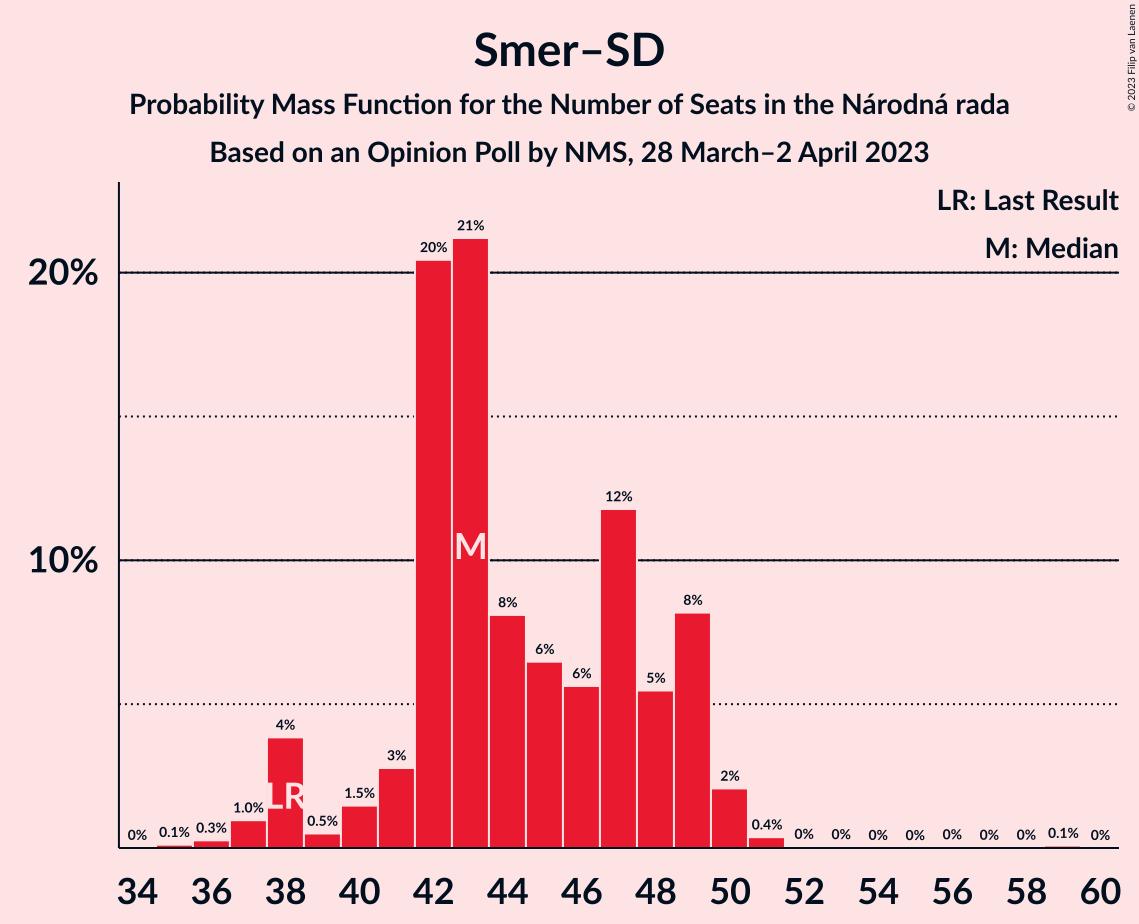 Smer–SD
Probability Mass Function for the Number of Seats in the Národná rada
Based on an Opinion Poll by NMS, 28 March–2 April 2023
© 2023 Filip van Laenen
LR: Last Result
M: Median
20%
10%
0% 0.1% 0.3% 1.0% 4% 0.5% 1.5% 3% 20% 21% 8% 6% 6% 12% 5% 8% 2% 0.4% 0% 0% 0% 0% 0% 0% 0% 0.1% 0%
M
LR
34 36 38 40 42 44 46 48 50 52 54 56 58 60